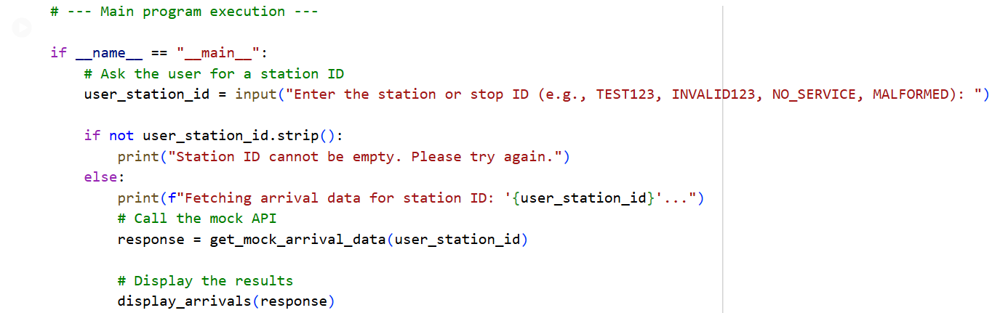 # --- Main program execution ---
if __name__ == "__main__":
# Ask the user for a station ID
user_station_id = input("Enter the station or stop ID (e.g., TEST123, INVALID123, NO_SERVICE, MALFORMED): ")
if not user_station_id.strip():
print("Station ID cannot be empty. Please try again.")
else:
print(f"Fetching arrival data for station ID: '{user_station_id}'...")
# Call the mock API
response = get_mock_arrival_data(user_station_id)
# Display the results
display_arrivals(response)